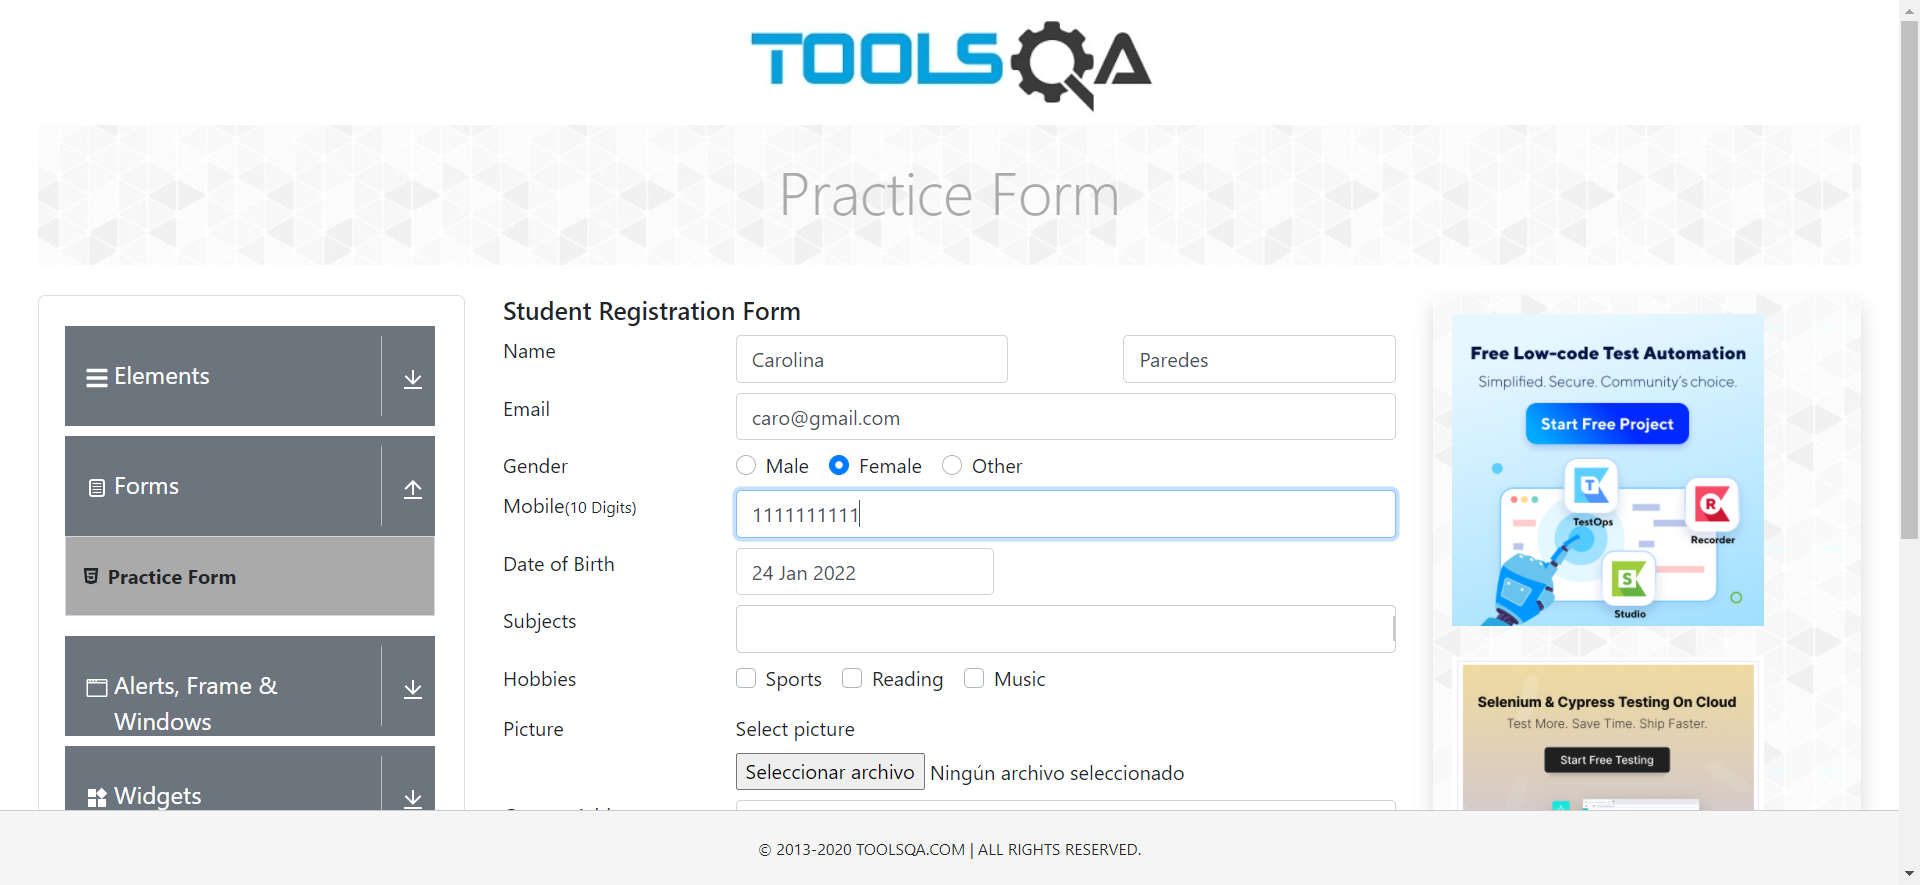 TOOLSQA
Practice Form
Elements
Forms
Practice Form
Alerts, Frame &
Windows
Widgets
Student Registration Form
Name
Carolina
Paredes
Email
caro@gmail.com
Gender
Male
Female
Other
Mobile(10 Digits)
1111111111
Date of Birth
24 Jan 2022
Subjects
Hobbies
Sports
Reading
Music
Picture
Select picture
Seleccionar archivo
Ningún archivo seleccionado
Free Low-code Test Automation
Simplified. Secure. Community's choice.
Start Free Project
TestOps
Recorder
Studio
Selenium & Cypress Testing On Cloud
Test More. Save Time. Ship Faster.
Start Free Testing
© 2013-2020 TOOLSQA.COM | ALL RIGHTS RESERVED.